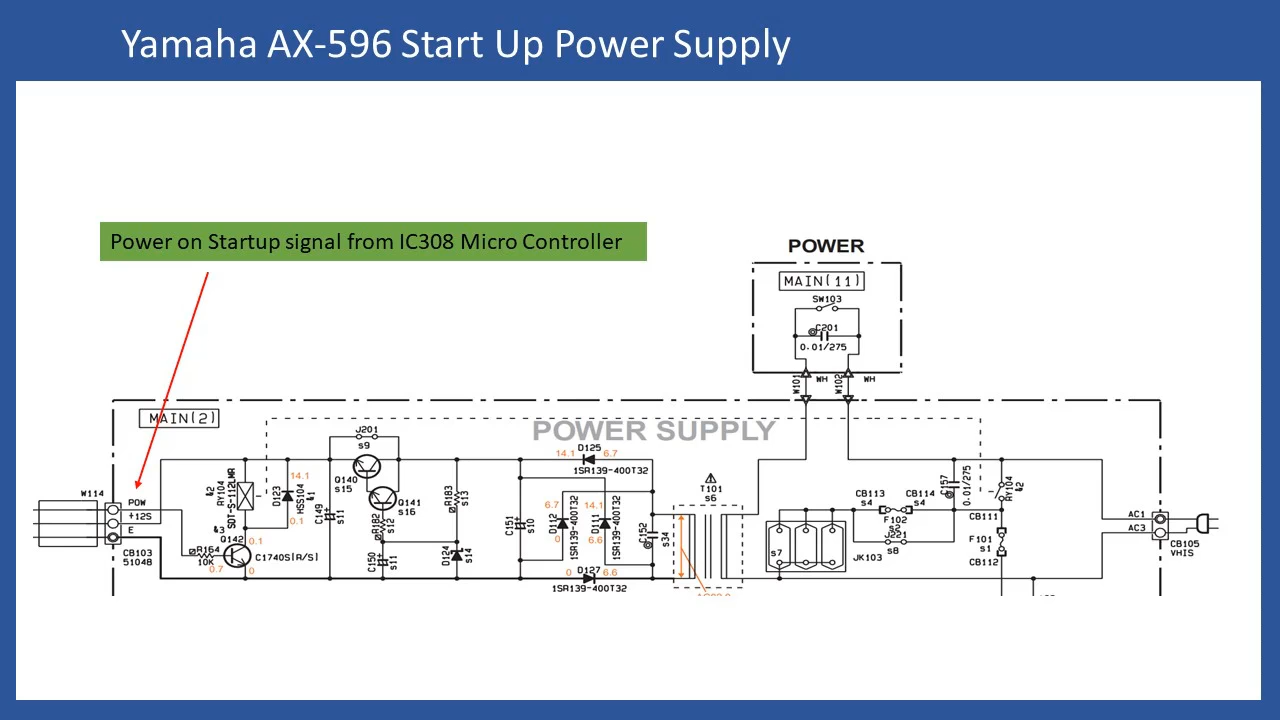 Yamaha AX-596 Start Up Power Supply
Power on Startup signal from IC308 Micro Controller
POWER
MAIN(11)
SW103
C201
0.01/275
W101
WH
W102
WH
MAIN(2)
POWER SUPPLY
J201
s9
D125
14.1
6.7
1SR139-400T32
W114
POW
+12S
E
CB103
51048
*2
RY104
SDT-S-112LMR
*3
Q142
0.1
R164
10K
0.7
0
C1740S(R/S)
14.1
D123
HSS104
*1
0.1
C149
s11
Q140
s15
Q141
s16
R182
s12
C150
s11
R183
s13
D124
s14
C151
s10
6.7
D112
0
1SR139-400T32
14.1
D111
6.6
1SR139-400T32
C152
s34
D127
0
6.6
1SR139-400T32
T101
s6
s7
JK103
CB113
s4
CB114
s4
F102
s2
J221
s8
C157
0.01/275
RY104
*2
CB111
F101
s1
CB112
AC1
AC3
CB105
VHIS